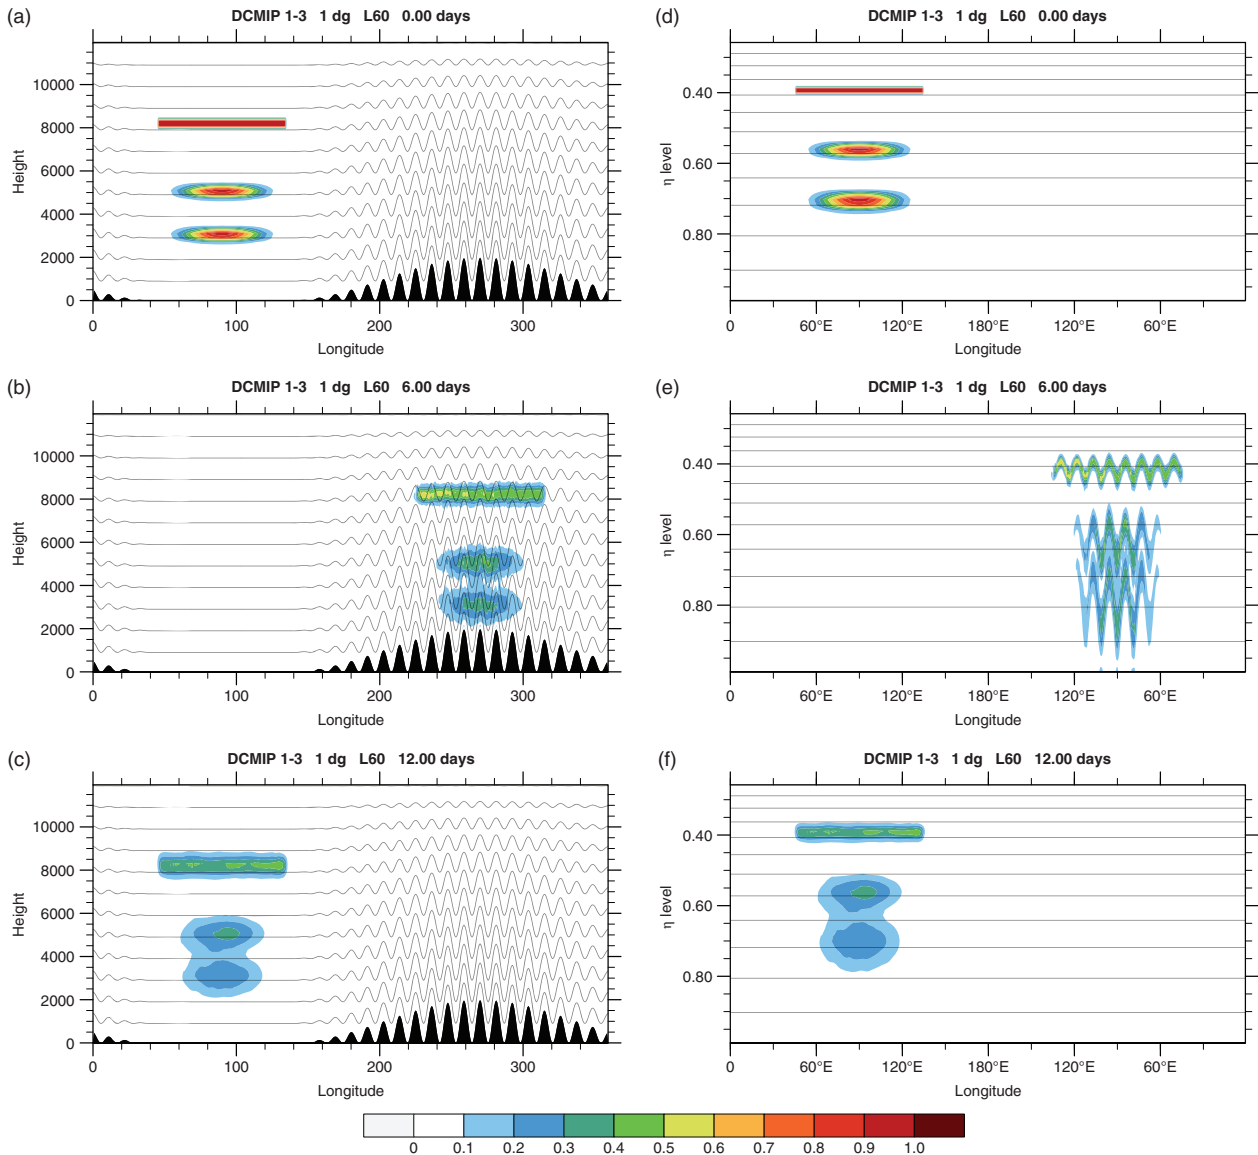 (a) DCMIP 1-3 1 dg L60 0.00 days
Height
10000
8000
6000
4000
2000
0
0 100 200 300
Longitude
(d) DCMIP 1-3 1 dg L60 0.00 days
η level
0.40
0.60
0.80
0 60°E 120°E 180°E 120°E 60°E
Longitude
(b) DCMIP 1-3 1 dg L60 6.00 days
Height
10000
8000
6000
4000
2000
0
0 100 200 300
Longitude
(e) DCMIP 1-3 1 dg L60 6.00 days
η level
0.40
0.60
0.80
0 60°E 120°E 180°E 120°E 60°E
Longitude
(c) DCMIP 1-3 1 dg L60 12.00 days
Height
10000
8000
6000
4000
2000
0
0 100 200 300
Longitude
(f) DCMIP 1-3 1 dg L60 12.00 days
η level
0.40
0.60
0.80
0 60°E 120°E 180°E 120°E 60°E
Longitude
0 0.1 0.2 0.3 0.4 0.5 0.6 0.7 0.8 0.9 1.0